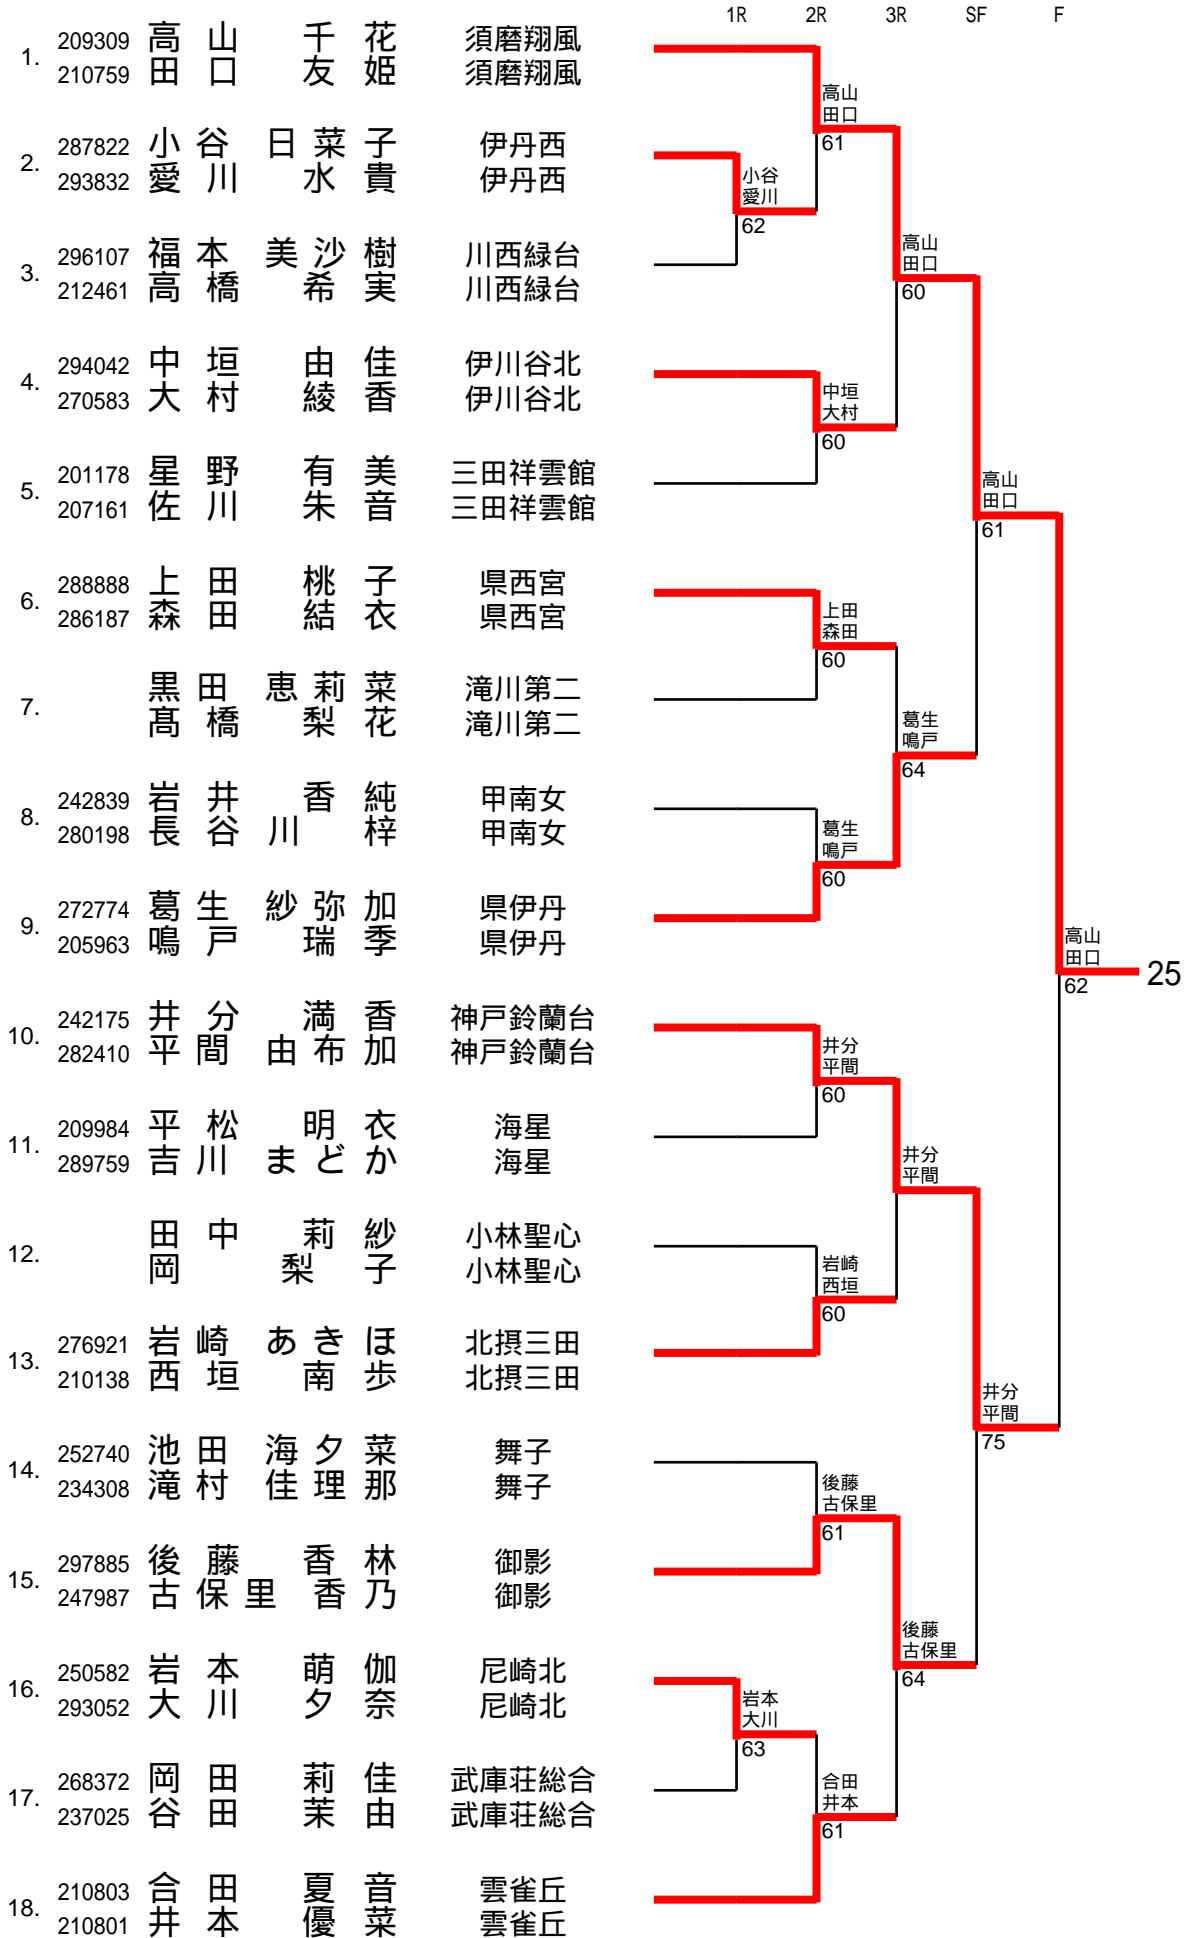 1R 2R 3R SF F
1. 209309 高山 千花 須磨翔風
210759 田口 友姫 須磨翔風
高山
田口
61
2. 287822 小谷 日菜子 伊丹西
293832 愛川 水貴 伊丹西
小谷
愛川
62
3. 296107 福本 美沙樹 川西緑台
212461 高橋 希実 川西緑台
高山
田口
60
4. 294042 中垣 由佳 伊川谷北
270583 大村 綾香 伊川谷北
中垣
大村
60
5. 201178 星野 有美 三田祥雲館
207161 佐川 朱音 三田祥雲館
高山
田口
61
6. 288888 上田 桃子 県西宮
286187 森田 結衣 県西宮
上田
森田
60
7. 黒田 恵莉菜 滝川第二
髙橋 梨花 滝川第二
葛生
鳴戸
64
8. 242839 岩井 香純 甲南女
280198 長谷川 梓 甲南女
葛生
鳴戸
60
9. 272774 葛生 紗弥加 県伊丹
205963 鳴戸 瑞季 県伊丹
高山
田口
62
25
10. 242175 井分 満香 神戸鈴蘭台
282410 平間 由布加 神戸鈴蘭台
井分
平間
60
11. 209984 平松 明衣 海星
289759 吉川 まどか 海星
井分
平間
12. 田中 莉紗 小林聖心
岡 梨子 小林聖心
岩崎
西垣
60
13. 276921 岩崎 あきほ 北摂三田
210138 西垣 南歩 北摂三田
井分
平間
75
14. 252740 池田 海夕菜 舞子
234308 滝村 佳理那 舞子
後藤
古保里
61
15. 297885 後藤 香林 御影
247987 古保里 香乃 御影
後藤
古保里
64
16. 250582 岩本 萌伽 尼崎北
293052 大川 夕奈 尼崎北
岩本
大川
63
17. 268372 岡田 莉佳 武庫荘総合
237025 谷田 茉由 武庫荘総合
合田
井本
61
18. 210803 合田 夏音 雲雀丘
210801 井本 優菜 雲雀丘